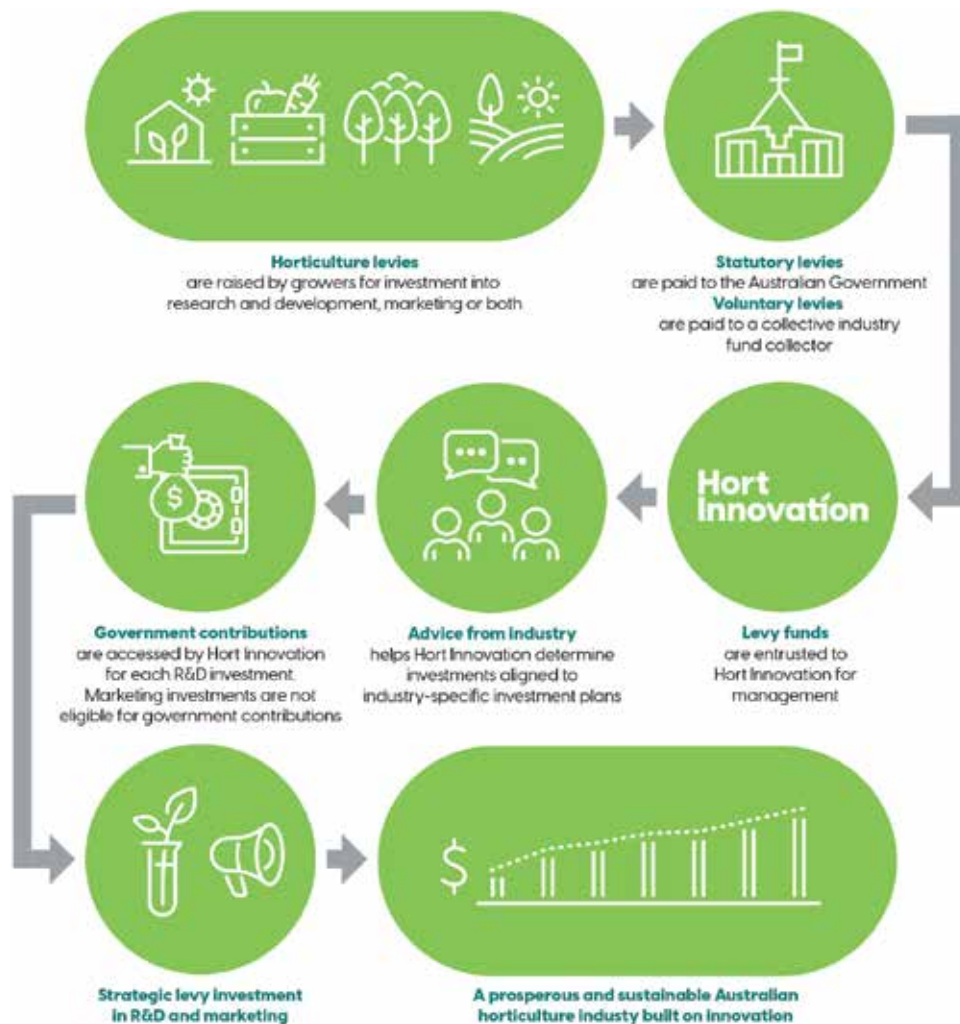 Horticulture levies
are raised by growers for investment into
research and development, marketing or both
Statutory levies
are paid to the Australian Government
Voluntary levies
are paid to a collective industry
fund collector
Hort
Innovation
Levy funds
are entrusted to
Hort Innovation for
management
Advice from industry
helps Hort Innovation determine
investments aligned to
industry-specific investment plans
$
Government contributions
are accessed by Hort Innovation
for each R&D investment.
Marketing investments are not
eligible for government contributions
Strategic levy investment
in R&D and marketing
$
A prosperous and sustainable Australian
horticulture industy built on innovation